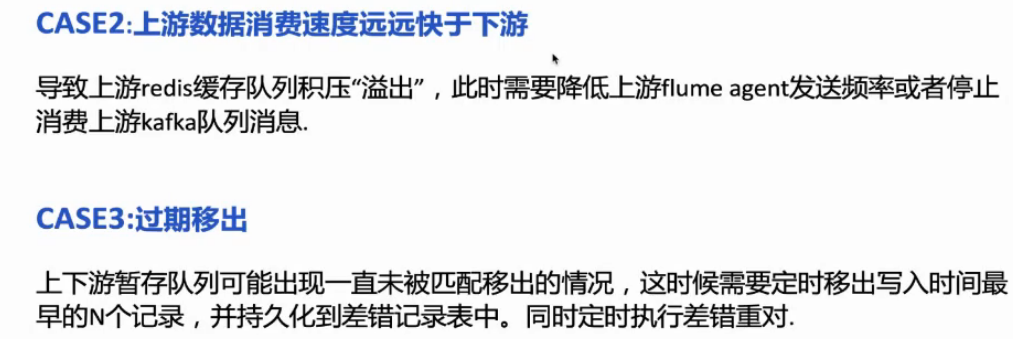 CASE2:上游数据消费速度远远快于下游
导致上游redis缓存队列积压“溢出”，此时需要降低上游flume agent发送频率或者停止
消费上游kafka队列消息.
CASE3:过期移出
上下游暂存队列可能出现一直未被匹配移出的情况，这时候需要定时移出写入时间最
早的N个记录，并持久化到差错记录表中。同时定时执行差错重对.